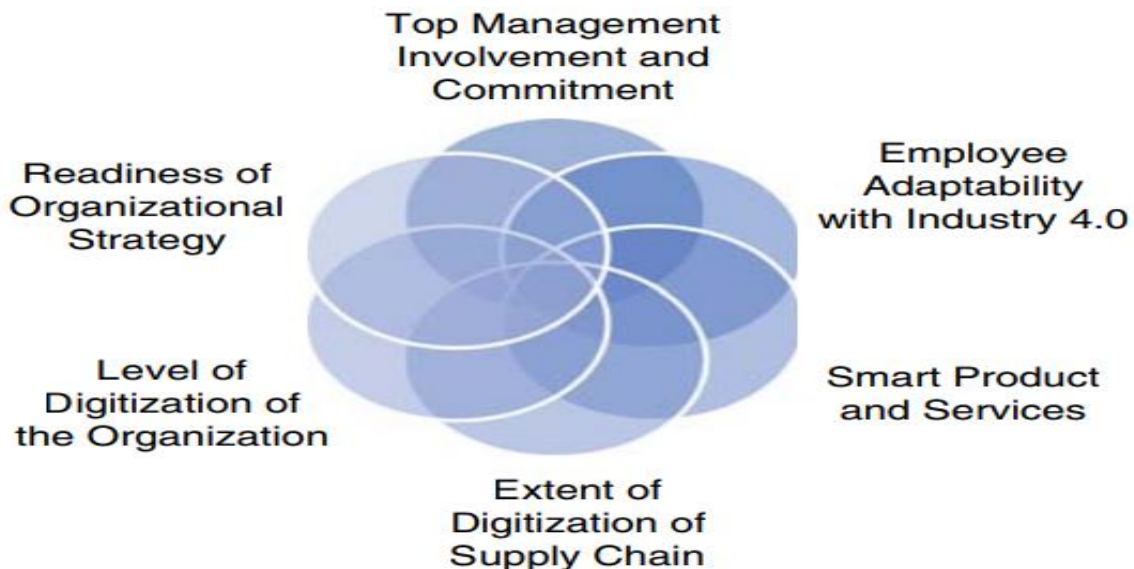 Top Management
Involvement and
Commitment
Employee
Adaptability
with Industry 4.0
Smart Product
and Services
Extent of
Digitization of
Supply Chain
Level of
Digitization of
the Organization
Readiness of
Organizational
Strategy